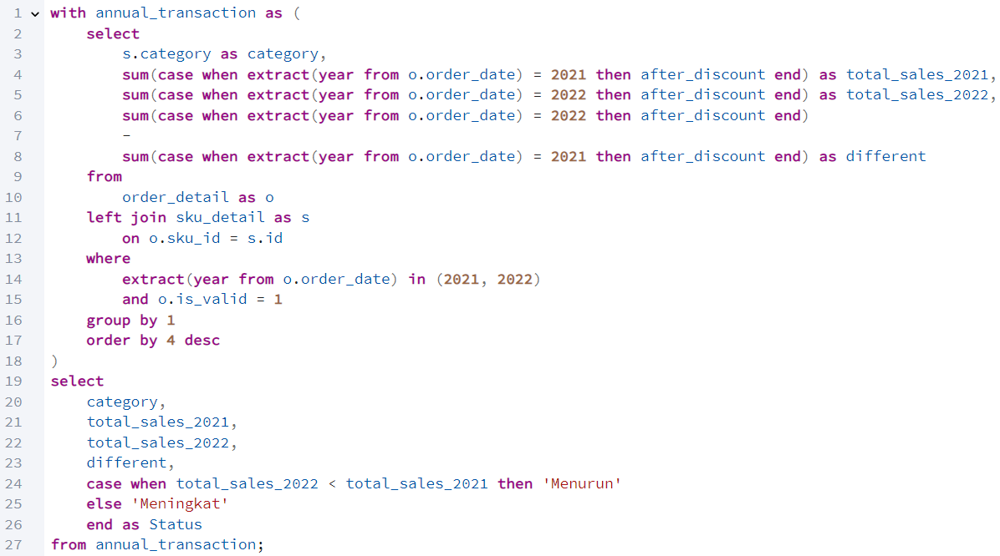 1 with annual_transaction as (
2 select
3 s.category as category,
4 sum(case when extract(year from o.order_date) = 2021 then after_discount end) as total_sales_2021,
5 sum(case when extract(year from o.order_date) = 2022 then after_discount end) as total_sales_2022,
6 sum(case when extract(year from o.order_date) = 2022 then after_discount end)
7 -
8 sum(case when extract(year from o.order_date) = 2021 then after_discount end) as different
9 from
10 order_detail as o
11 left join sku_detail as s
12 on o.sku_id = s.id
13 where
14 extract(year from o.order_date) in (2021, 2022)
15 and o.is_valid = 1
16 group by 1
17 order by 4 desc
18 )
19 select
20 category,
21 total_sales_2021,
22 total_sales_2022,
23 different,
24 case when total_sales_2022 < total_sales_2021 then 'Menurun'
25 else 'Meningkat'
26 end as Status
27 from annual_transaction;